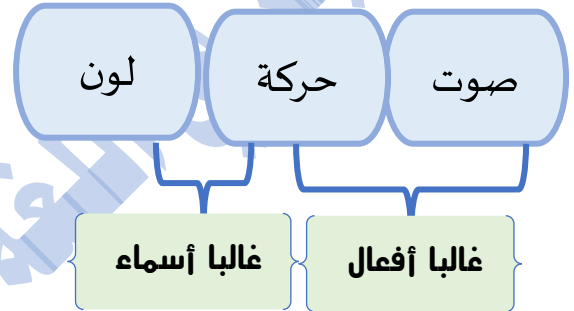 صوت
حركة
لون
غالبا أفعال
غالبا أسماء